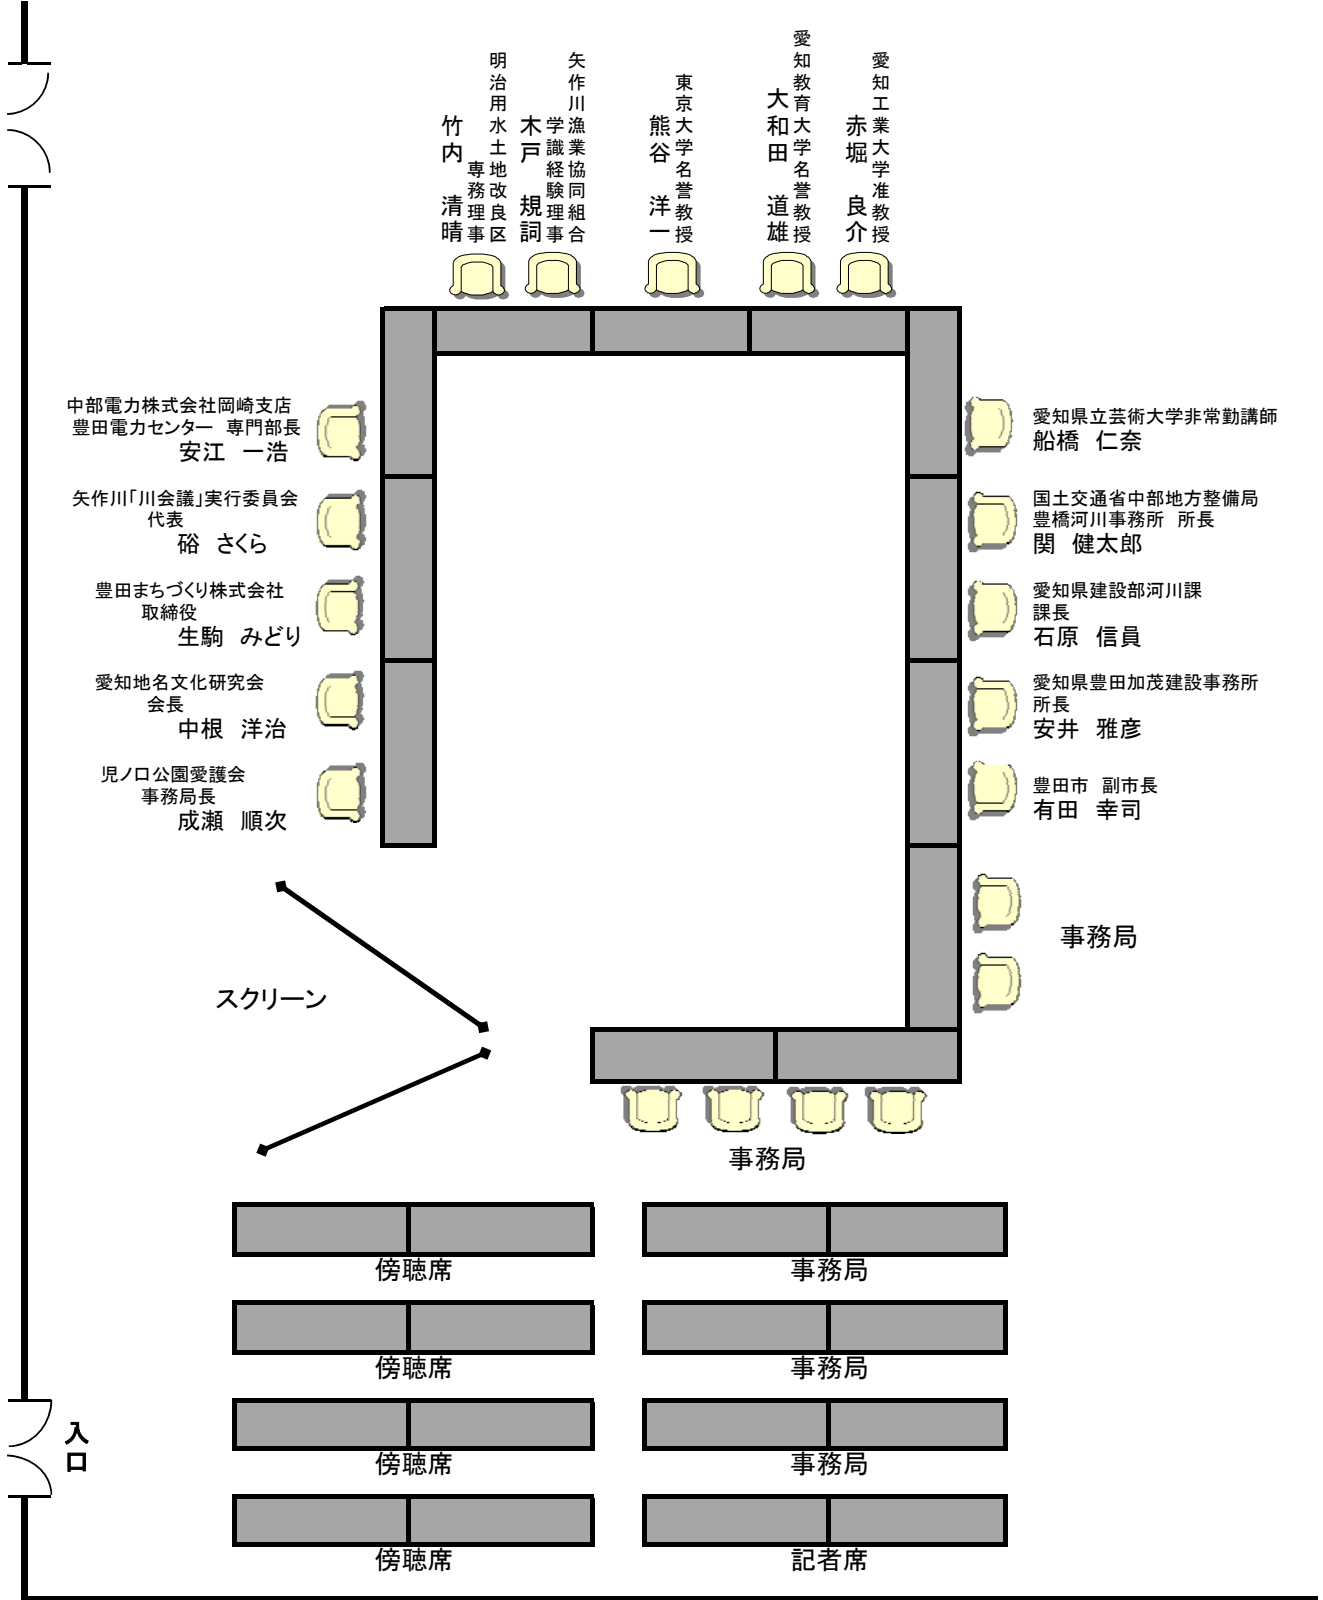 愛知工業大学准教授
赤堀　良介
愛知教育大学名誉教授
大和田　道雄
東京大学名誉教授
熊谷　洋一
矢作川漁業協同組合
学識経験理事
木戸　規詞
明治用水土地改良区
専務理事
竹内　清晴
中部電力株式会社岡崎支店
豊田電力センター　専門部長
安江　一浩
矢作川「川会議」実行委員会
代表
硲　さくら
豊田まちづくり株式会社
取締役
生駒　みどり
愛知地名文化研究会
会長
中根　洋治
児ノ口公園愛護会
事務局長
成瀬　順次
愛知県立芸術大学非常勤講師
船橋　仁奈
国土交通省中部地方整備局
豊橋河川事務所　所長
関　健太郎
愛知県建設部河川課
課長
石原　信員
愛知県豊田加茂建設事務所
所長
安井　雅彦
豊田市　副市長
有田　幸司
事務局
スクリーン
事務局
傍聴席
事務局
傍聴席
事務局
入口
傍聴席
事務局
傍聴席
記者席